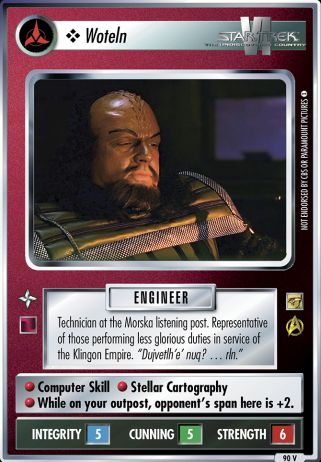 ❖ Woteln
STAR TREK VI
THE UNDISCOVERED COUNTRY
NOT ENDORSED BY CBS OR PARAMOUNT PICTURES
ENGINEER
Technician at the Morska listening post. Representative
of those performing less glorious duties in service of
the Klingon Empire. "Dujvetlh'e' nuq? ... rIn."
Computer Skill Stellar Cartography
While on your outpost, opponent's span here is +2.
INTEGRITY 5 CUNNING 5 STRENGTH 6
90 V